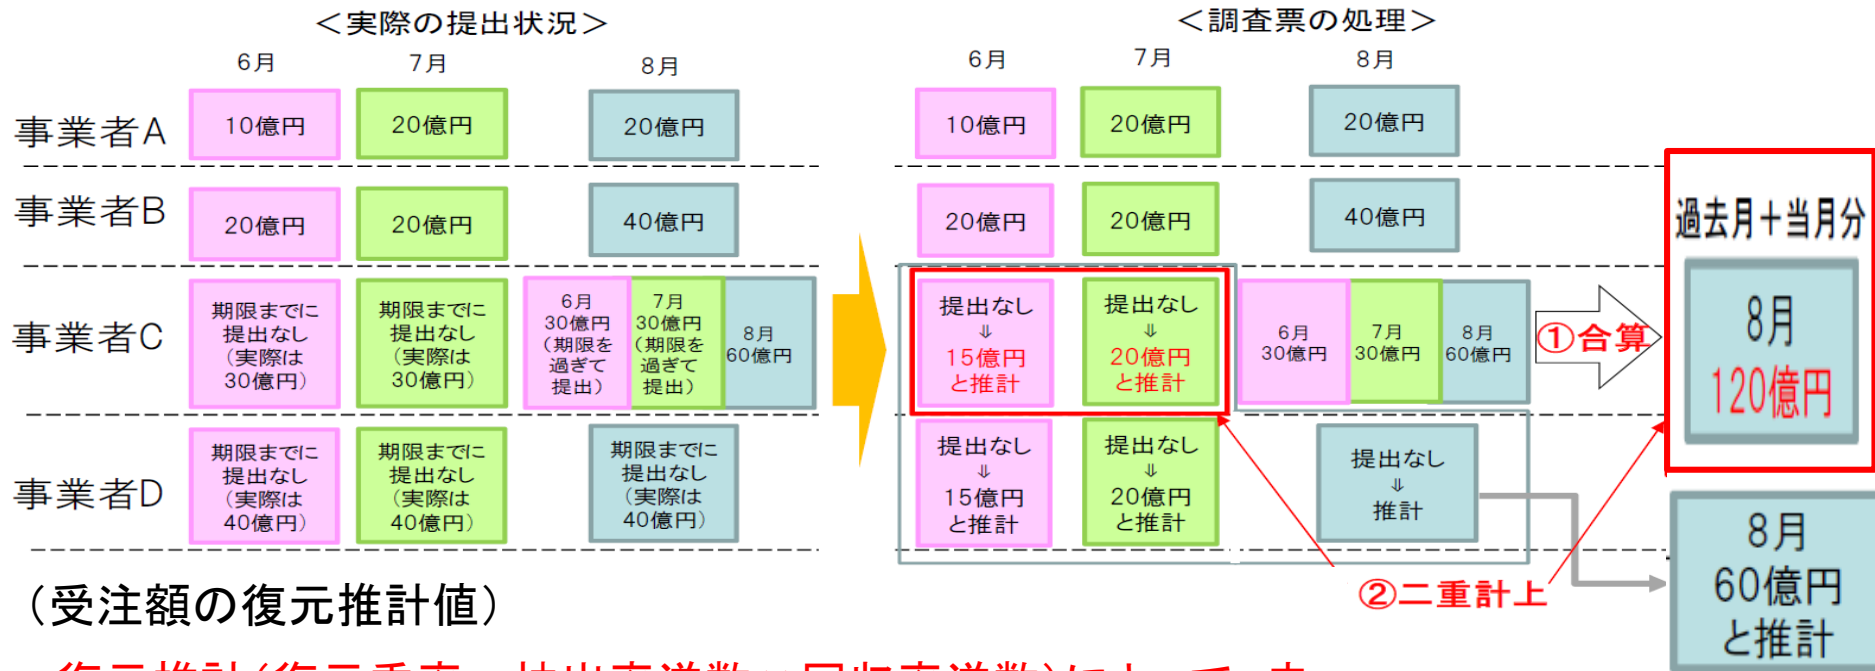 ＜実際の提出状況＞
6月
7月
8月
事業者A
10億円
20億円
20億円
事業者B
20億円
20億円
40億円
事業者C
期限までに
提出なし
（実際は
30億円）
期限までに
提出なし
（実際は
30億円）
6月
30億円
（期限を
過ぎて
提出）
7月
30億円
（期限を
過ぎて
提出）
8月
60億円
事業者D
期限までに
提出なし
（実際は
40億円）
期限までに
提出なし
（実際は
40億円）
期限までに
提出なし
（実際は
40億円）
＜調査票の処理＞
6月
7月
8月
10億円
20億円
20億円
20億円
20億円
40億円
提出なし
⇓
15億円
と推計
提出なし
⇓
20億円
と推計
6月
30億円
7月
30億円
8月
60億円
①合算
提出なし
⇓
15億円
と推計
提出なし
⇓
20億円
と推計
提出なし
⇓
推計
過去月＋当月分
8月
120億円
②二重計上
8月
60億円
と推計
（受注額の復元推計値）